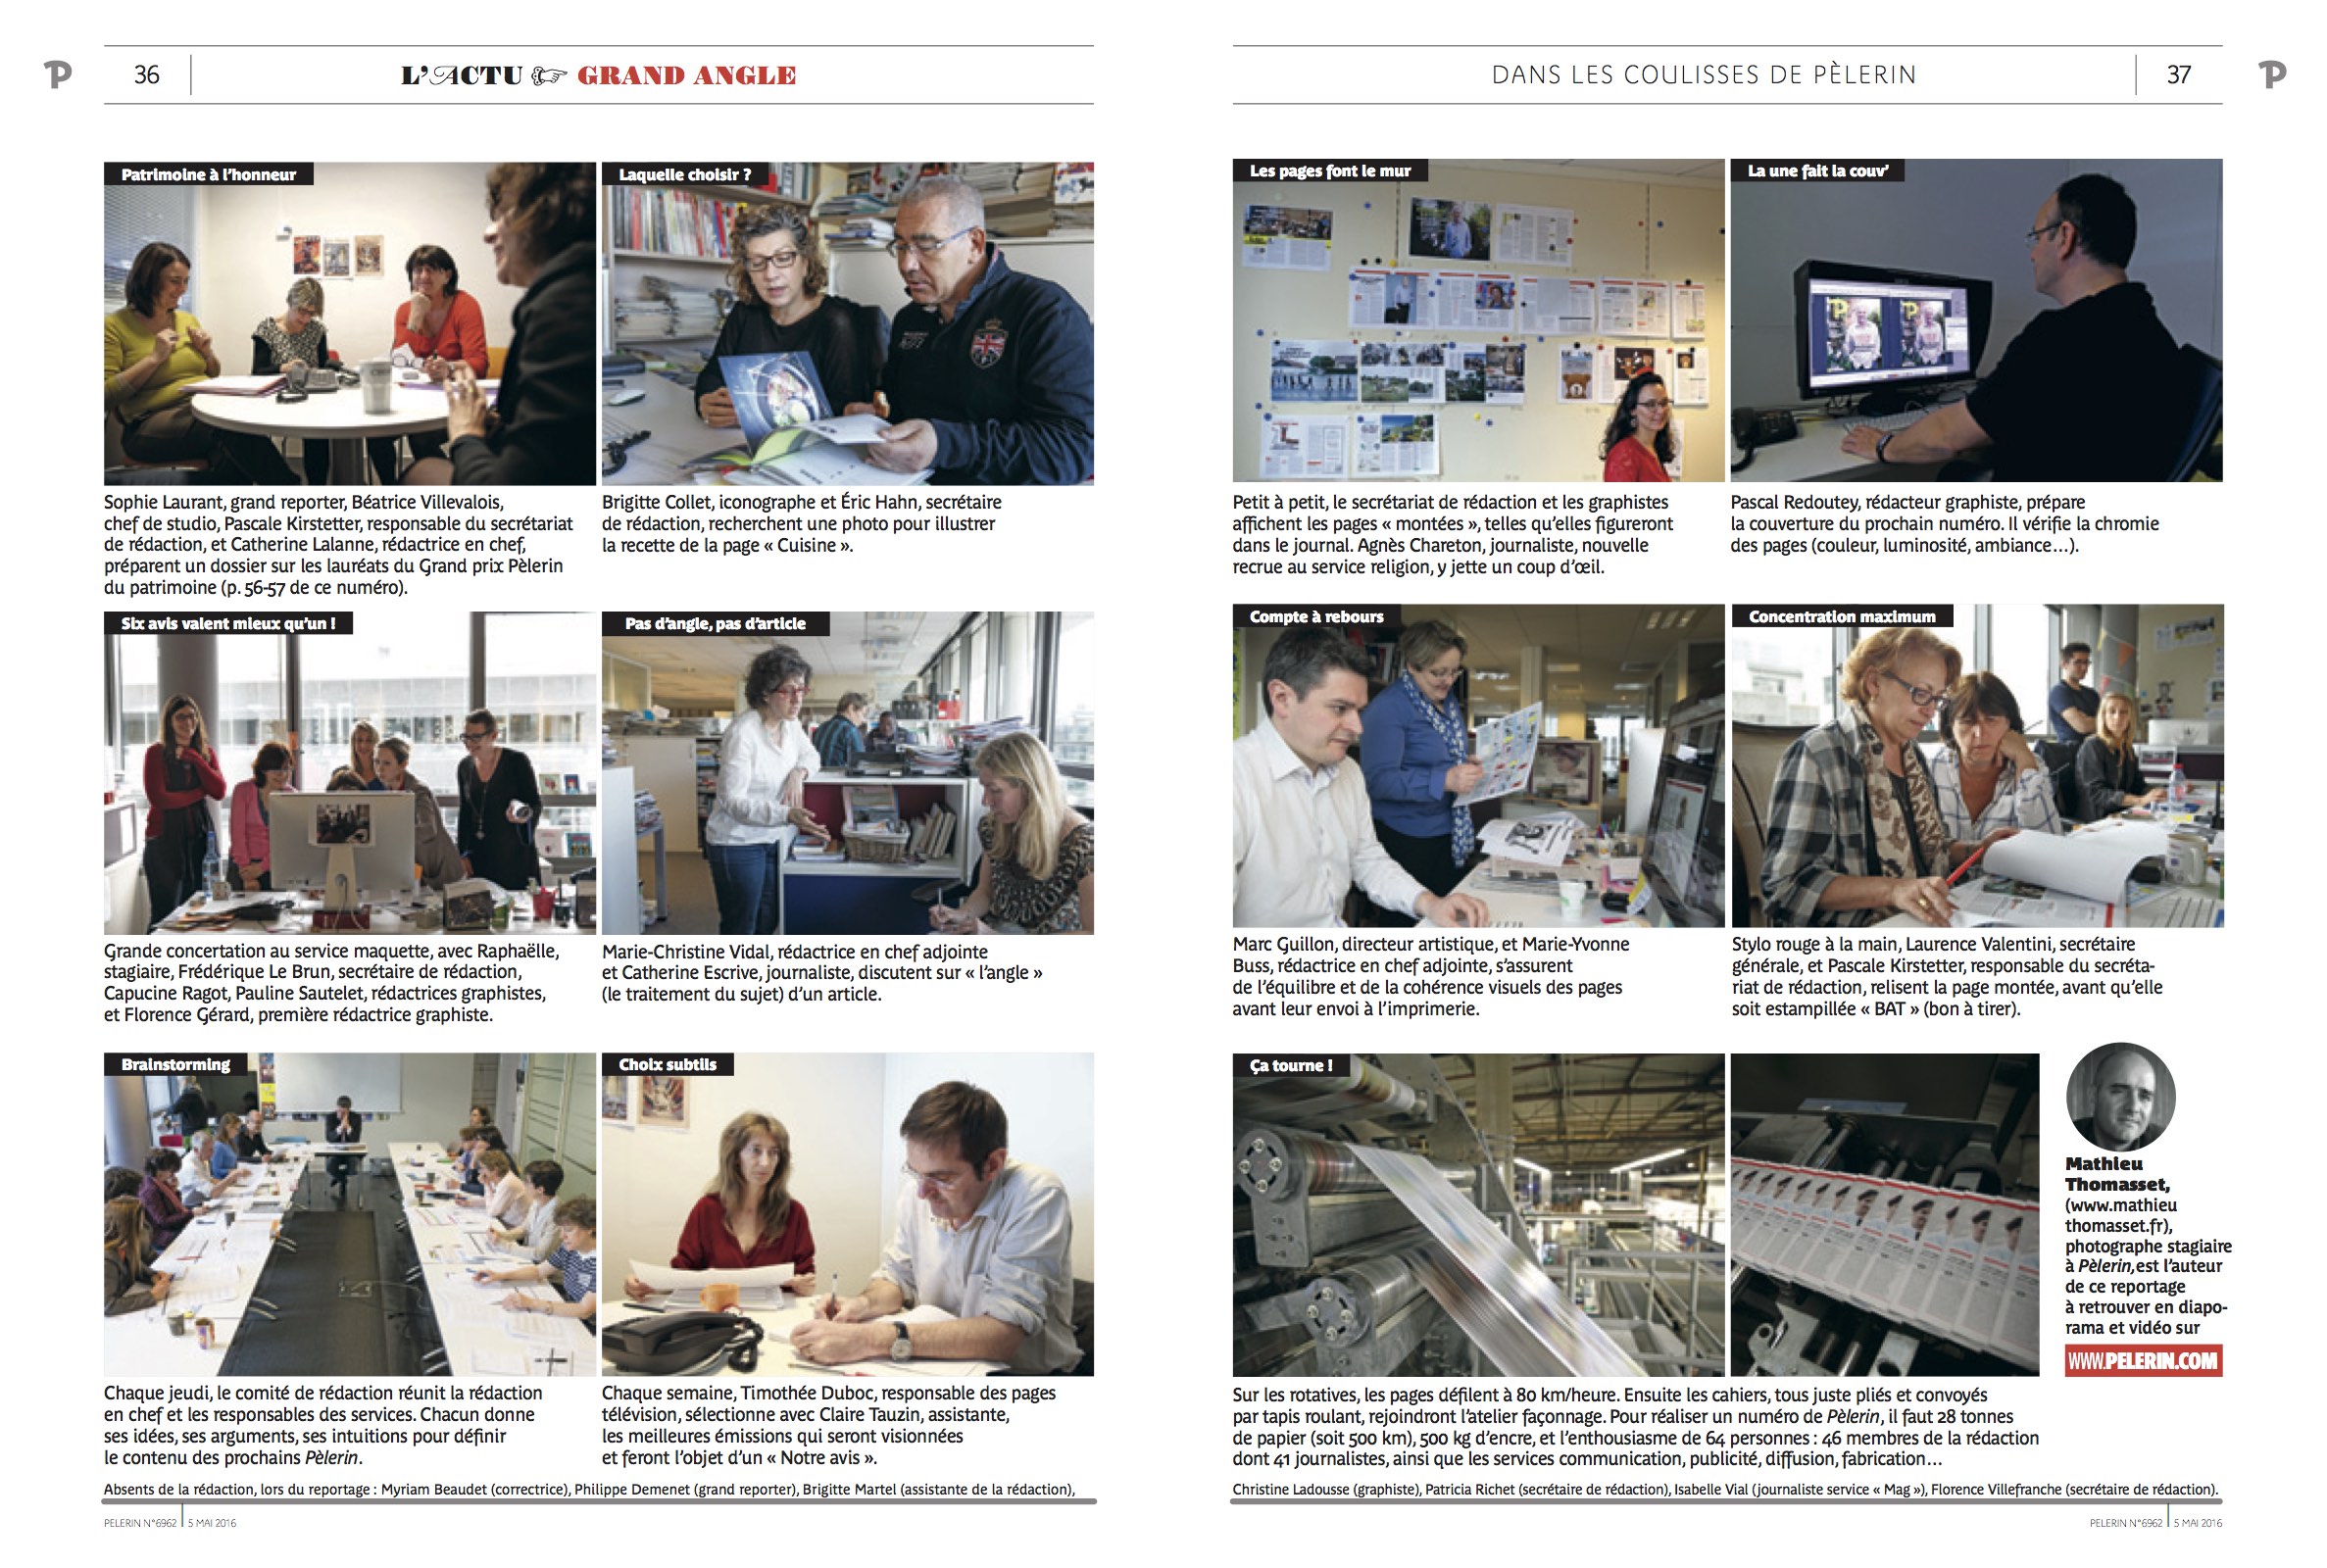 P
36
L'ACTU GRAND ANGLE
Patrimoine à l'honneur
Sophie Laurant, grand reporter, Béatrice Villevalois,
chef de studio, Pascale Kirstetter, responsable du secrétariat
de rédaction, et Catherine Lalanne, rédactrice en chef,
préparent un dossier sur les lauréats du Grand prix Pèlerin
du patrimoine (p. 56-57 de ce numéro).
Laquelle choisir ?
Brigitte Collet, iconographe et Éric Hahn, secrétaire
de rédaction, recherchent une photo pour illustrer
la recette de la page « Cuisine ».
Six avis valent mieux qu'un !
Grande concertation au service maquette, avec Raphaëlle,
stagiaire, Frédérique Le Brun, secrétaire de rédaction,
Capucine Ragot, Pauline Sautelet, rédactrices graphistes,
et Florence Gérard, première rédactrice graphiste.
Pas d'angle, pas d'article
Marie-Christine Vidal, rédactrice en chef adjointe
et Catherine Escrive, journaliste, discutent sur « l'angle »
(le traitement du sujet) d'un article.
Brainstorming
Chaque jeudi, le comité de rédaction réunit la rédaction
en chef et les responsables des services. Chacun donne
ses idées, ses arguments, ses intuitions pour définir
le contenu des prochains Pèlerin.
Choix subtils
Chaque semaine, Timothée Duboc, responsable des pages
télévision, sélectionne avec Claire Tauzin, assistante,
les meilleures émissions qui seront visionnées
et feront l'objet d'un « Notre avis ».
Absents de la rédaction, lors du reportage : Myriam Beaudet (correctrice), Philippe Demenet (grand reporter), Brigitte Martel (assistante de la rédaction),
PELERIN N°6962 5 MAI 2016
DANS LES COULISSES DE PÈLERIN
37
P
Les pages font le mur
Petit à petit, le secrétariat de rédaction et les graphistes
affichent les pages « montées », telles qu'elles figureront
dans le journal. Agnès Chareton, journaliste, nouvelle
recrue au service religion, y jette un coup d'œil.
La une fait la couv'
Pascal Redoutey, rédacteur graphiste, prépare
la couverture du prochain numéro. Il vérifie la chromie
des pages (couleur, luminosité, ambiance…).
Compte à rebours
Marc Guillon, directeur artistique, et Marie-Yvonne
Buss, rédactrice en chef adjointe, s'assurent
de l'équilibre et de la cohérence visuels des pages
avant leur envoi à l'imprimerie.
Concentration maximum
Stylo rouge à la main, Laurence Valentini, secrétaire
générale, et Pascale Kirstetter, responsable du secréta-
riat de rédaction, relisent la page montée, avant qu'elle
soit estampillée « BAT » (bon à tirer).
Ça tourne !
Sur les rotatives, les pages défilent à 80 km/heure. Ensuite les cahiers, tous juste pliés et convoyés
par tapis roulant, rejoindront l'atelier façonnage. Pour réaliser un numéro de Pèlerin, il faut 28 tonnes
de papier (soit 500 km), 500 kg d'encre, et l'enthousiasme de 64 personnes : 46 membres de la rédaction
dont 41 journalistes, ainsi que les services communication, publicité, diffusion, fabrication…
Mathieu
Thomasset,
(www.mathieu
thomasset.fr),
photographe stagiaire
à Pèlerin,est l'auteur
de ce reportage
à retrouver en diapo-
rama et vidéo sur
WWW.PELERIN.COM
Christine Ladousse (graphiste), Patricia Richet (secrétaire de rédaction), Isabelle Vial (journaliste service « Mag »), Florence Villefranche (secrétaire de rédaction).
PELERIN N°6962 5 MAI 2016